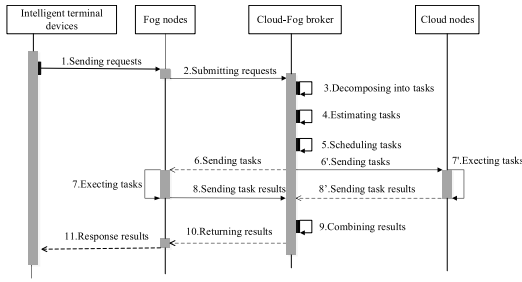 Intelligent terminal
devices
Fog nodes
Cloud-Fog broker
Cloud nodes
1.Sending requests
2.Submitting requests
3.Decomposing into tasks
4.Estimating tasks
5.Scheduling tasks
6.Sending tasks
6'.Sending tasks
7'.Execting tasks
7.Execting tasks
8.Sending task results
8'.Sending task results
9.Combining results
10.Returning results
11.Response results